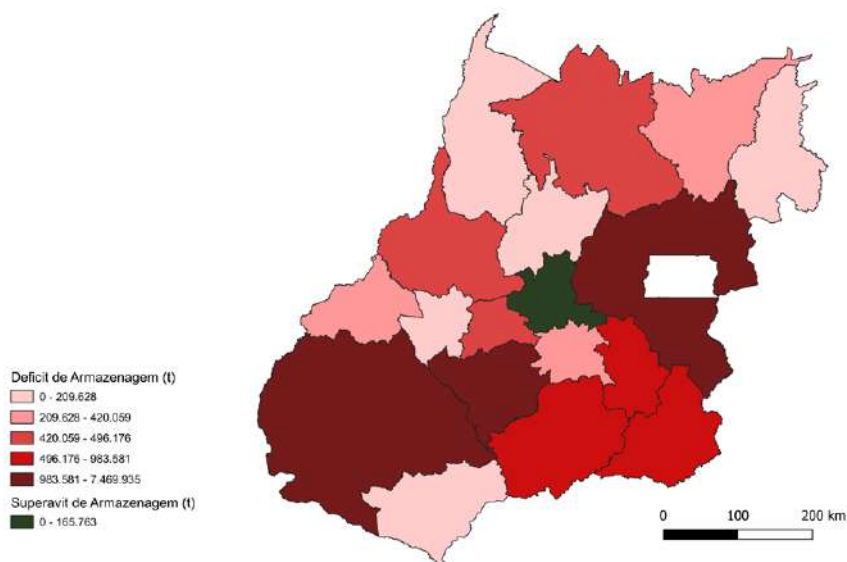 Deficit de Armazenagem (t)
0 - 209.628
209.628 - 420.059
420.059 - 496.176
496.176 - 983.581
983.581 - 7.469.935
Superavit de Armazenagem (t)
0 - 165.763
0 100 200 km